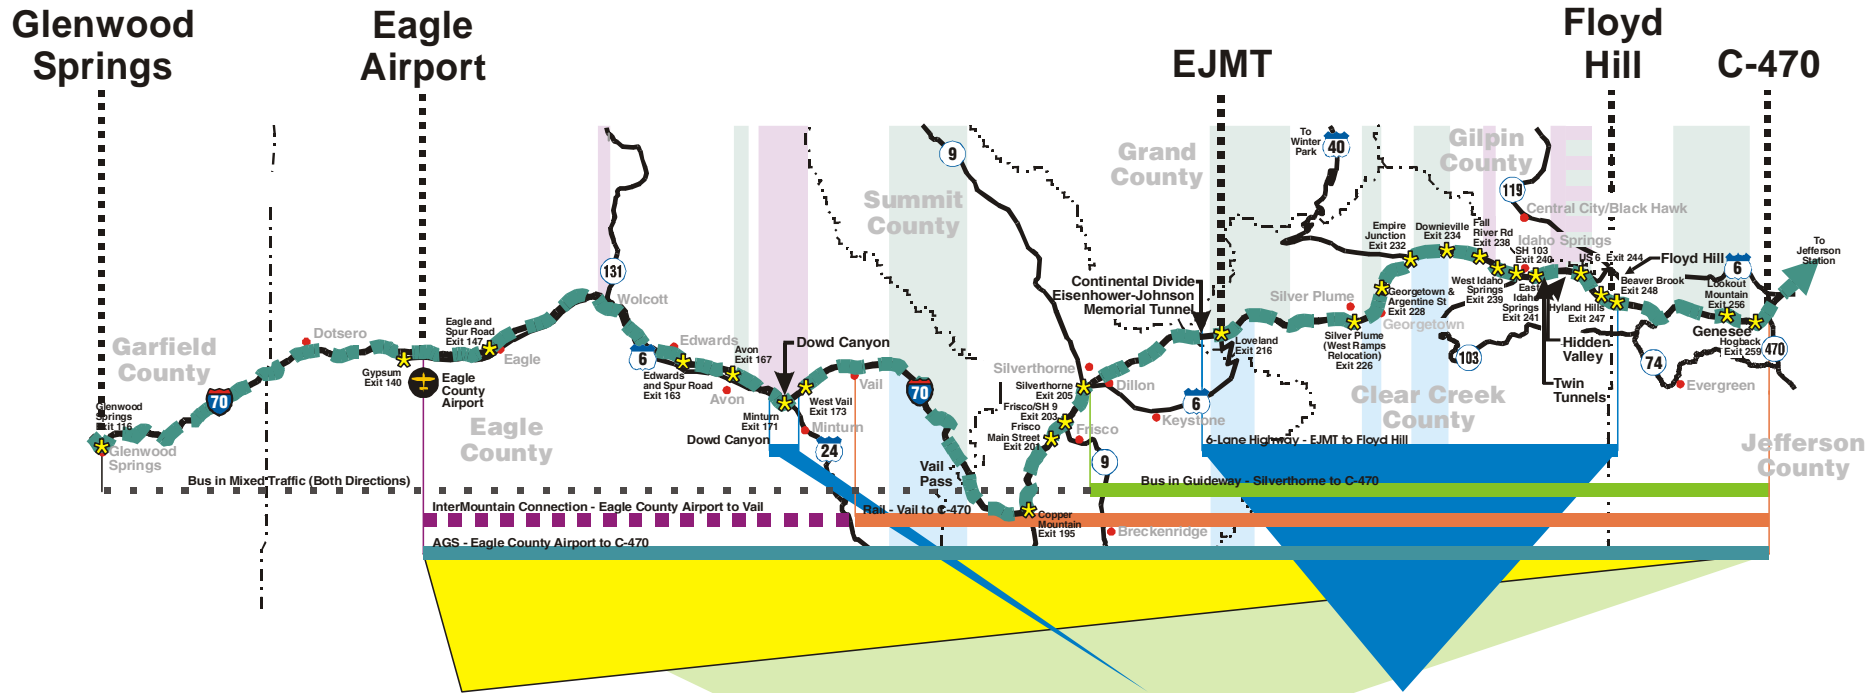 Glenwood
Springs
Eagle
Airport
EJMT
Floyd
Hill
C-470
To
Winter
Park
40
9
Grand
County
Gilpin
County
119
Central City/Black Hawk
Summit
County
Empire
Junction
Exit 232
Downieville
Exit 234
Fall
River Rd
Exit 238
Idaho Springs
SH 103
Exit 240
US 6 Exit 244
Floyd Hill
6
To
Jefferson
Station
131
Wolcott
Continental Divide
Eisenhower-Johnson
Memorial Tunnel
Silver Plume
Georgetown &
Argentine St
Exit 228
Georgetown
West Idaho
Springs
Exit 239
East
Idaho
Springs
Exit 241
Hyland Hills
Exit 247
Beaver Brook
Exit 248
Lookout
Mountain
Exit 256
Genesee
Hogback
Exit 259
470
Dotsero
Garfield
County
Eagle and
Spur Road
Exit 147
Eagle
6
Edwards
Avon
Exit 167
Dowd Canyon
Loveland
Exit 216
Silver Plume
(West Ramps
Relocation)
Exit 226
103
Hidden
Valley
74
Evergreen
Twin
Tunnels
Gypsum
Exit 140
Eagle
County
Airport
Edwards
and Spur Road
Exit 163
Avon
West Vail
Exit 173
Vail
70
70
Silverthorne
Silverthorne
Exit 205
Dillon
6
Keystone
Clear Creek
County
Glenwood
Springs
Exit 116
Glenwood
Springs
Eagle
County
Minturn
Exit 171
Minturn
Dowd Canyon
24
Frisco/SH 9
Exit 203
Frisco
Main Street
Exit 201
Frisco
9
6-Lane Highway - EJMT to Floyd Hill
Jefferson
County
Vail
Pass
Bus in Mixed Traffic (Both Directions)
Bus in Guideway - Silverthorne to C-470
InterMountain Connection - Eagle County Airport to Vail
Rail - Vail to C-470
Copper
Mountain
Exit 195
Breckenridge
AGS - Eagle County Airport to C-470